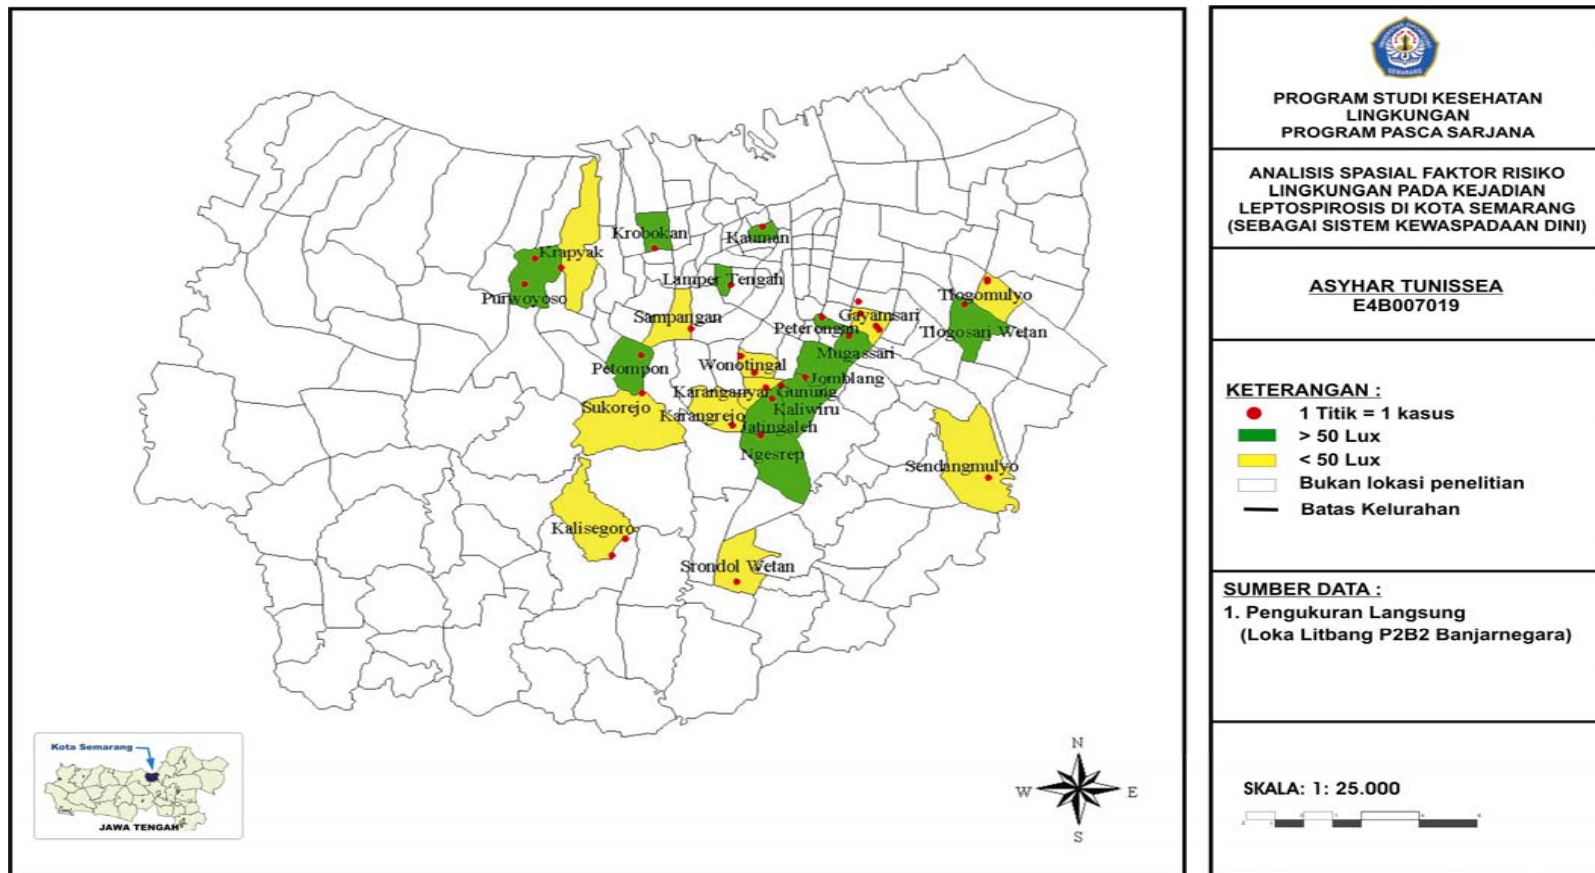 Krobokan
Kauman
Krapyak
Lamper Tengah
Purwoyoso
Tlogomulyo
Sampangan
Gayamsari
Peterongan
Tlogosari Wetan
Mugassari
Petompon
Wonotingal
Jomblang
Karanganyar Gunung
Sukorejo
Kaliwiru
Karangrejo
Jatingaleh
Ngesrep
Sendangmulyo
Kalisegoro
Srondol Wetan
Kota Semarang
JAWA TENGAH
N
W
E
S
SEMARANG
PROGRAM STUDI KESEHATAN
LINGKUNGAN
PROGRAM PASCA SARJANA
ANALISIS SPASIAL FAKTOR RISIKO
LINGKUNGAN PADA KEJADIAN
LEPTOSPIROSIS DI KOTA SEMARANG
(SEBAGAI SISTEM KEWASPADAAN DINI)
ASYHAR TUNISSEA
E4B007019
KETERANGAN :
1 Titik = 1 kasus
> 50 Lux
< 50 Lux
Bukan lokasi penelitian
Batas Kelurahan
SUMBER DATA :
1. Pengukuran Langsung
(Loka Litbang P2B2 Banjarnegara)
SKALA: 1: 25.000